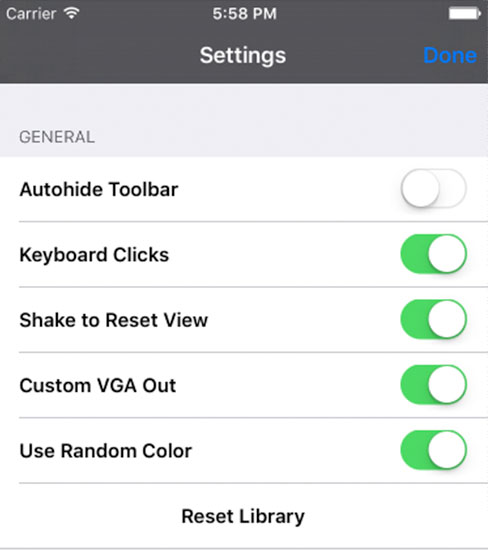 Carrier 5:58 PM
Settings Done
GENERAL
Autohide Toolbar
Keyboard Clicks
Shake to Reset View
Custom VGA Out
Use Random Color
Reset Library